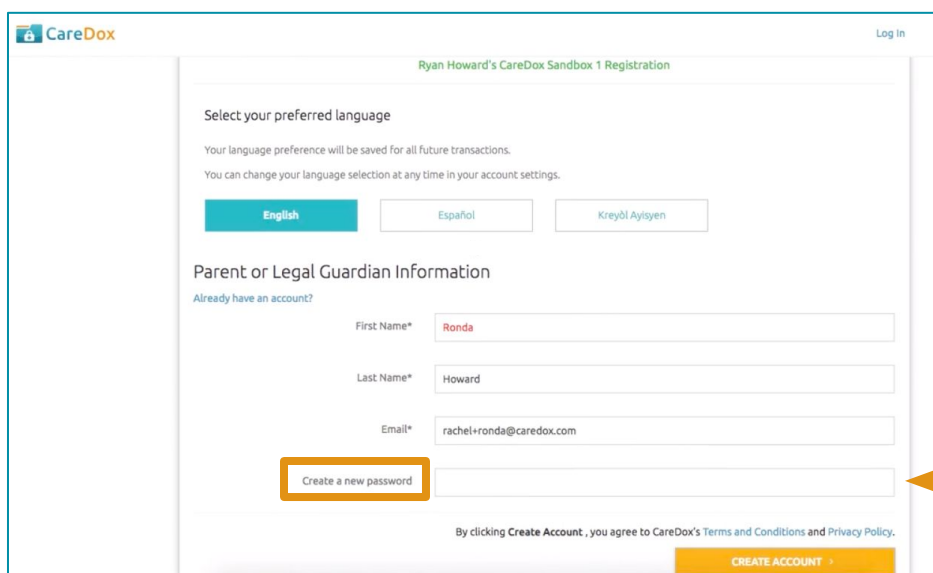 CareDox
Log In
Ryan Howard's CareDox Sandbox 1 Registration
Select your preferred language
Your language preference will be saved for all future transactions.
You can change your language selection at any time in your account settings.
English Español Kreyòl Ayisyen
Parent or Legal Guardian Information
Already have an account?
First Name* Ronda
Last Name* Howard
Email* rachel+ronda@caredox.com
Create a new password
By clicking Create Account , you agree to CareDox's Terms and Conditions and Privacy Policy.
CREATE ACCOUNT ›